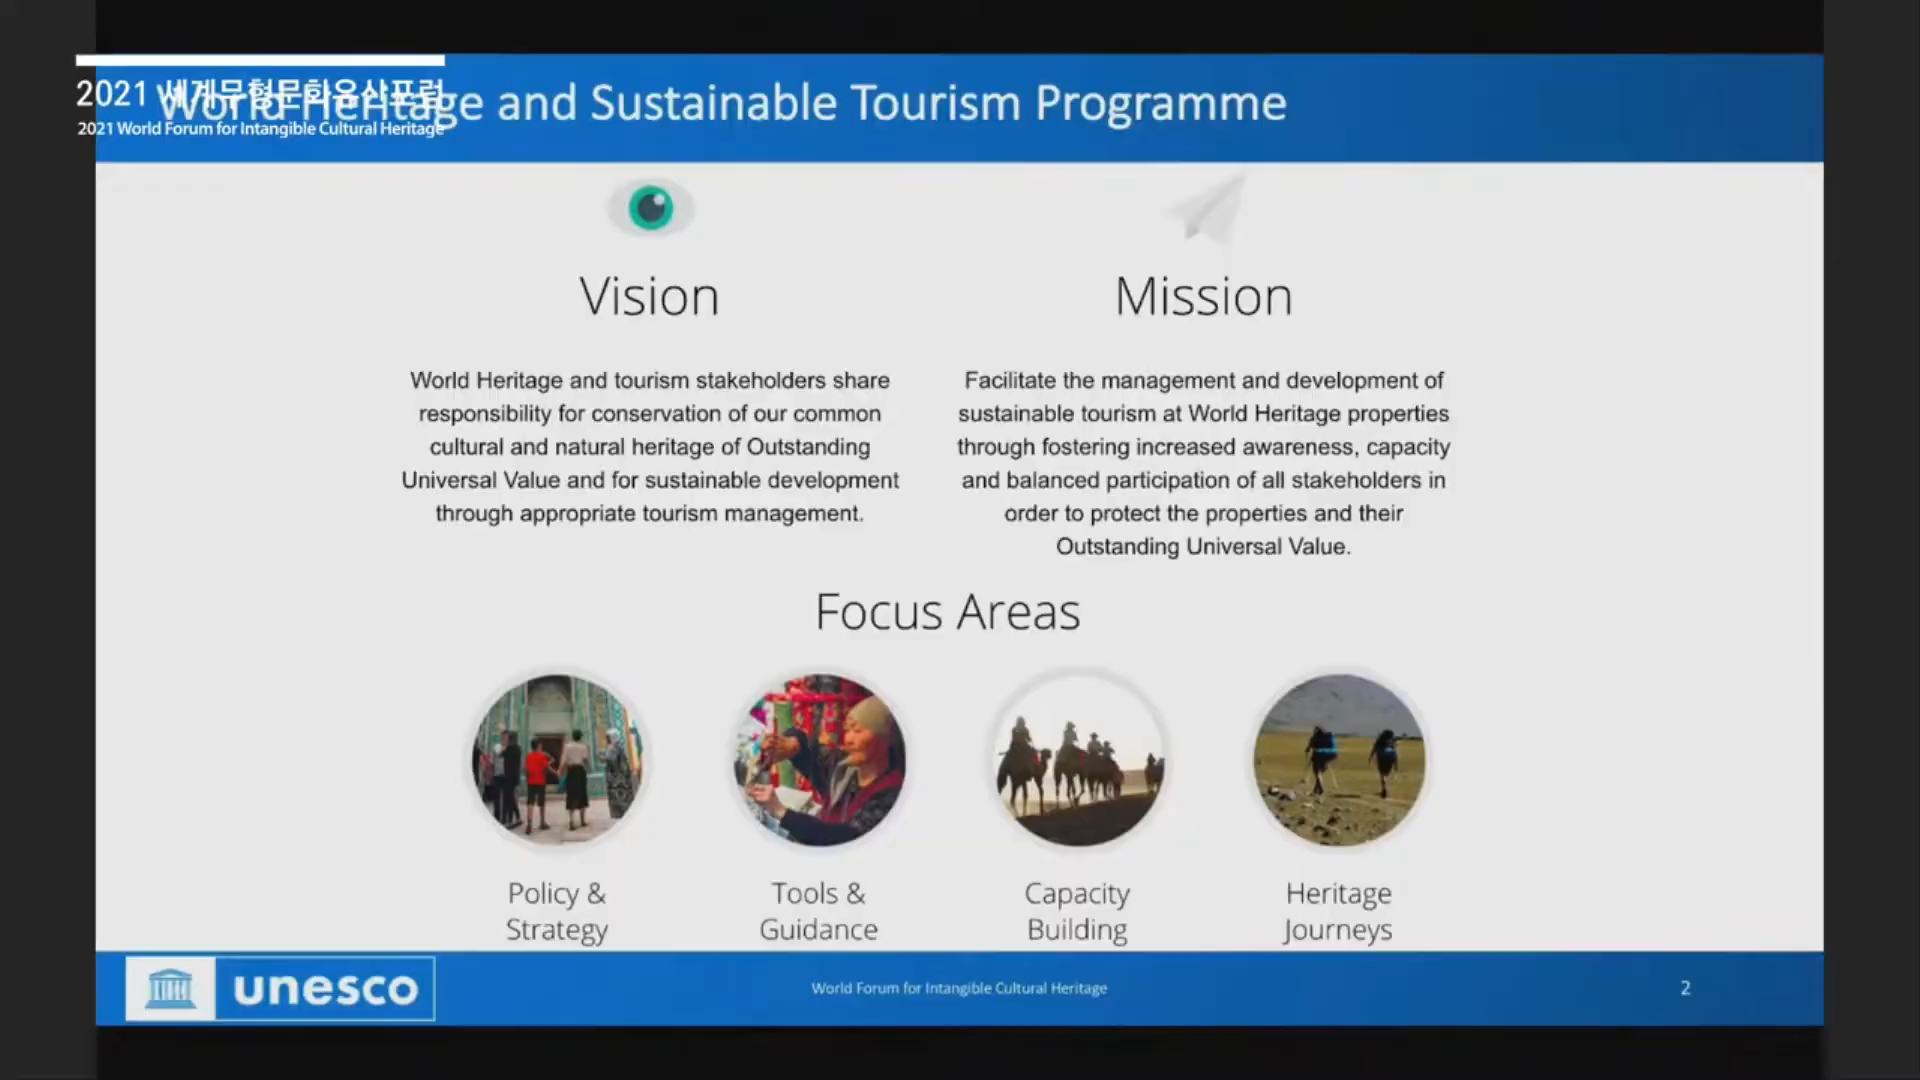 2021 세계무형문화유산포럼
2021 World Forum for Intangible Cultural Heritage
World Heritage and Sustainable Tourism Programme
Vision
World Heritage and tourism stakeholders share
responsibility for conservation of our common
cultural and natural heritage of Outstanding
Universal Value and for sustainable development
through appropriate tourism management.
Mission
Facilitate the management and development of
sustainable tourism at World Heritage properties
through fostering increased awareness, capacity
and balanced participation of all stakeholders in
order to protect the properties and their
Outstanding Universal Value.
Focus Areas
Policy &
Strategy
Tools &
Guidance
Capacity
Building
Heritage
Journeys
unesco
World Forum for Intangible Cultural Heritage
2